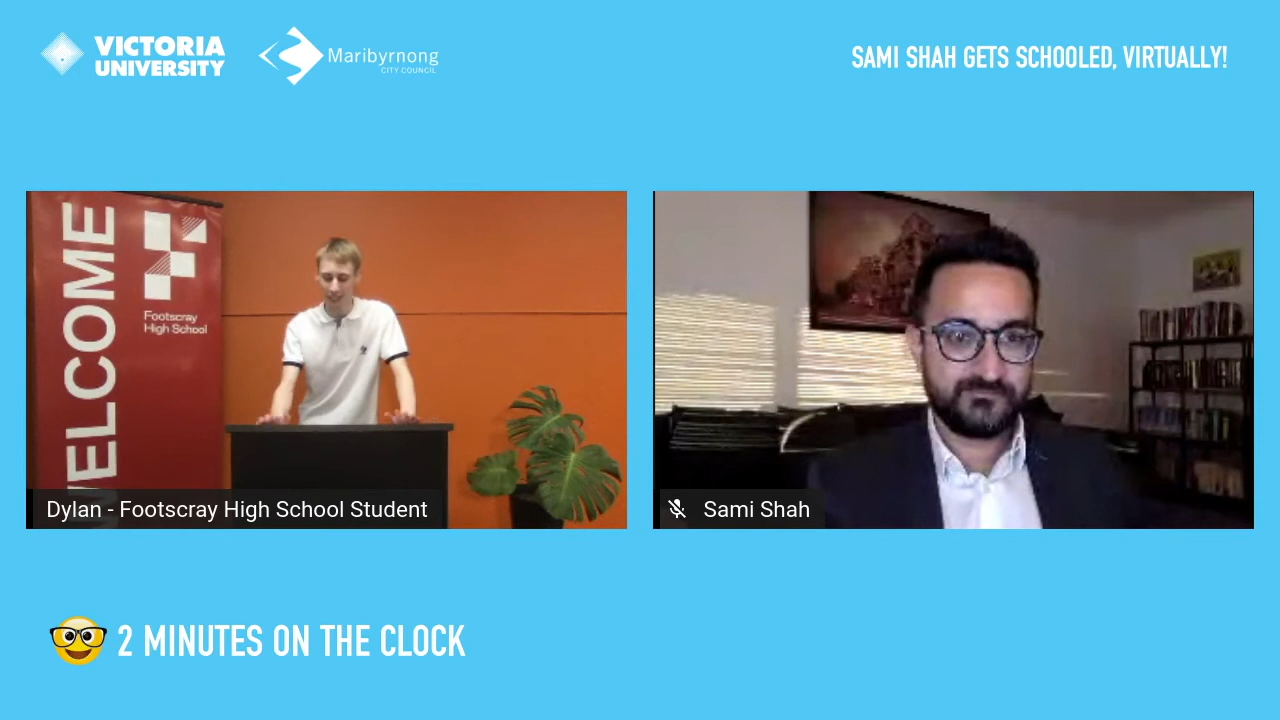 VICTORIA
UNIVERSITY
Maribyrnong
CITY COUNCIL
SAMI SHAH GETS SCHOOLED, VIRTUALLY!
WELCOME
Footscray
High School
Dylan - Footscray High School Student
Sami Shah
2 MINUTES ON THE CLOCK